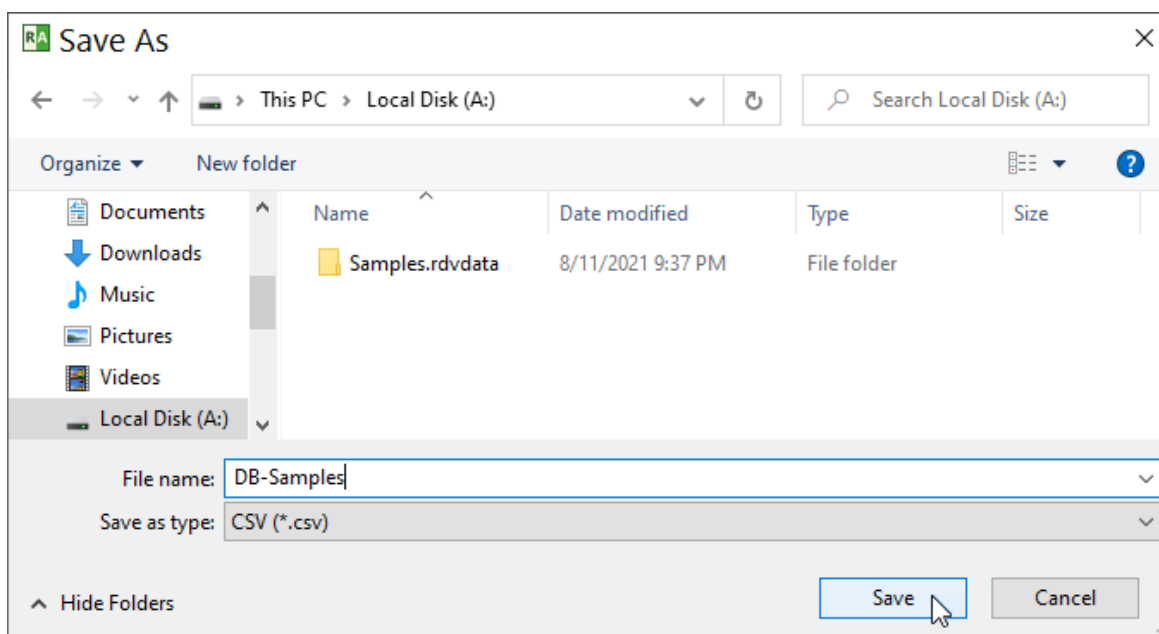 RA Save As
This PC > Local Disk (A:)
Search Local Disk (A:)
Organize New folder
?
Name Date modified Type Size
Documents
Downloads
Music
Pictures
Videos
Local Disk (A:)
Samples.rdvdata 8/11/2021 9:37 PM File folder
File name: DB-Samples
Save as type: CSV (*.csv)
Hide Folders
Save Cancel